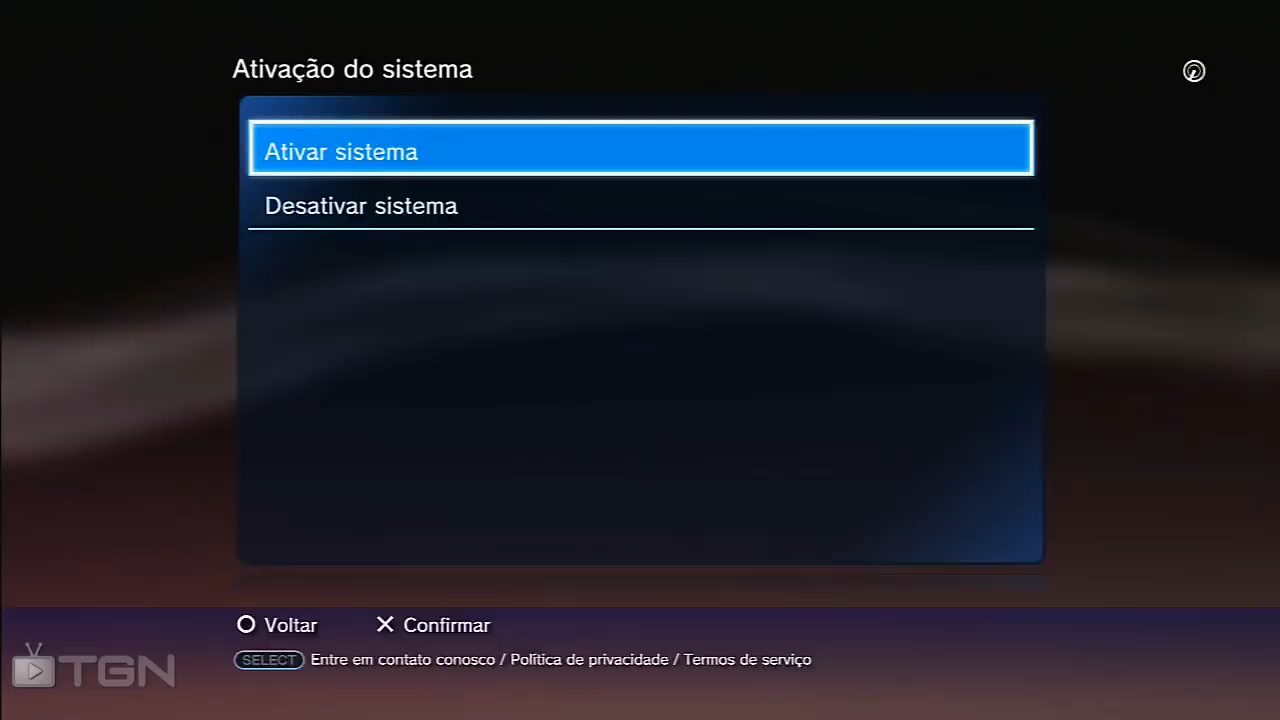 Ativação do sistema
Ativar sistema
Desativar sistema
Voltar Confirmar
SELECT Entre em contato conosco / Política de privacidade / Termos de serviço
TGN